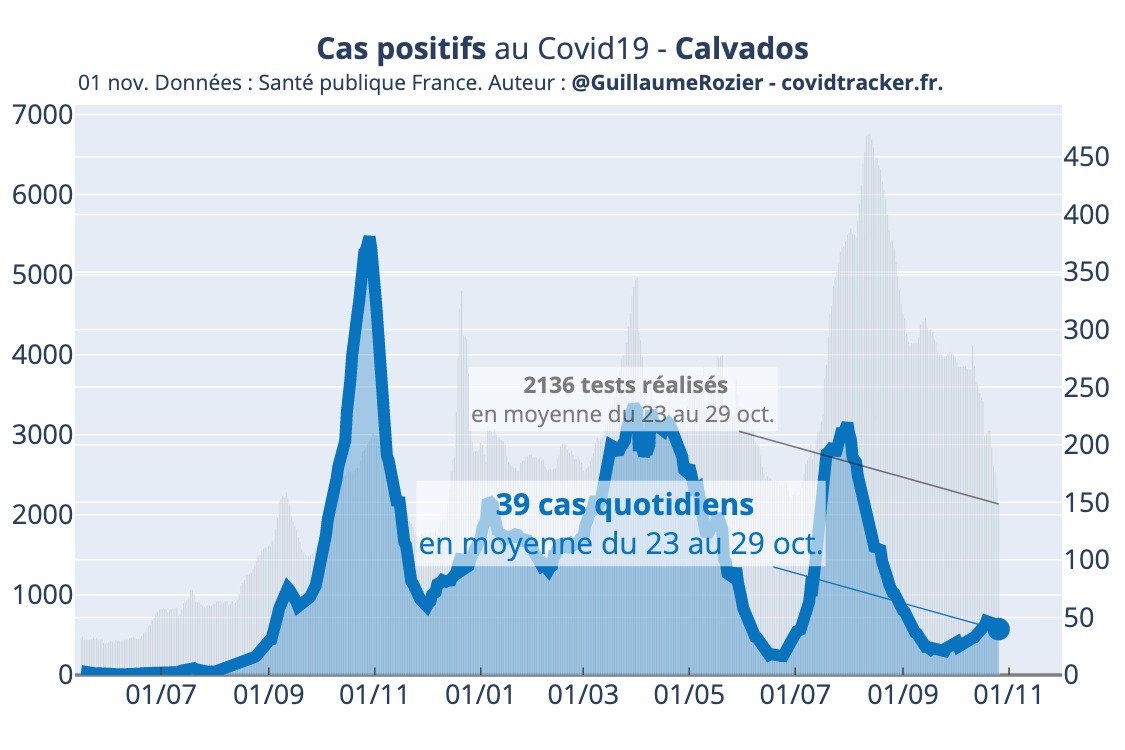 Cas positifs au Covid19 - Calvados
01 nov. Données : Santé publique France. Auteur : @GuillaumeRozier - covidtracker.fr.
7000
6000
5000
4000
3000
2000
1000
0
450
400
350
300
250
200
150
100
50
0
2136 tests réalisés
en moyenne du 23 au 29 oct.
39 cas quotidiens
en moyenne du 23 au 29 oct.
01/07 01/09 01/11 01/01 01/03 01/05 01/07 01/09 01/11